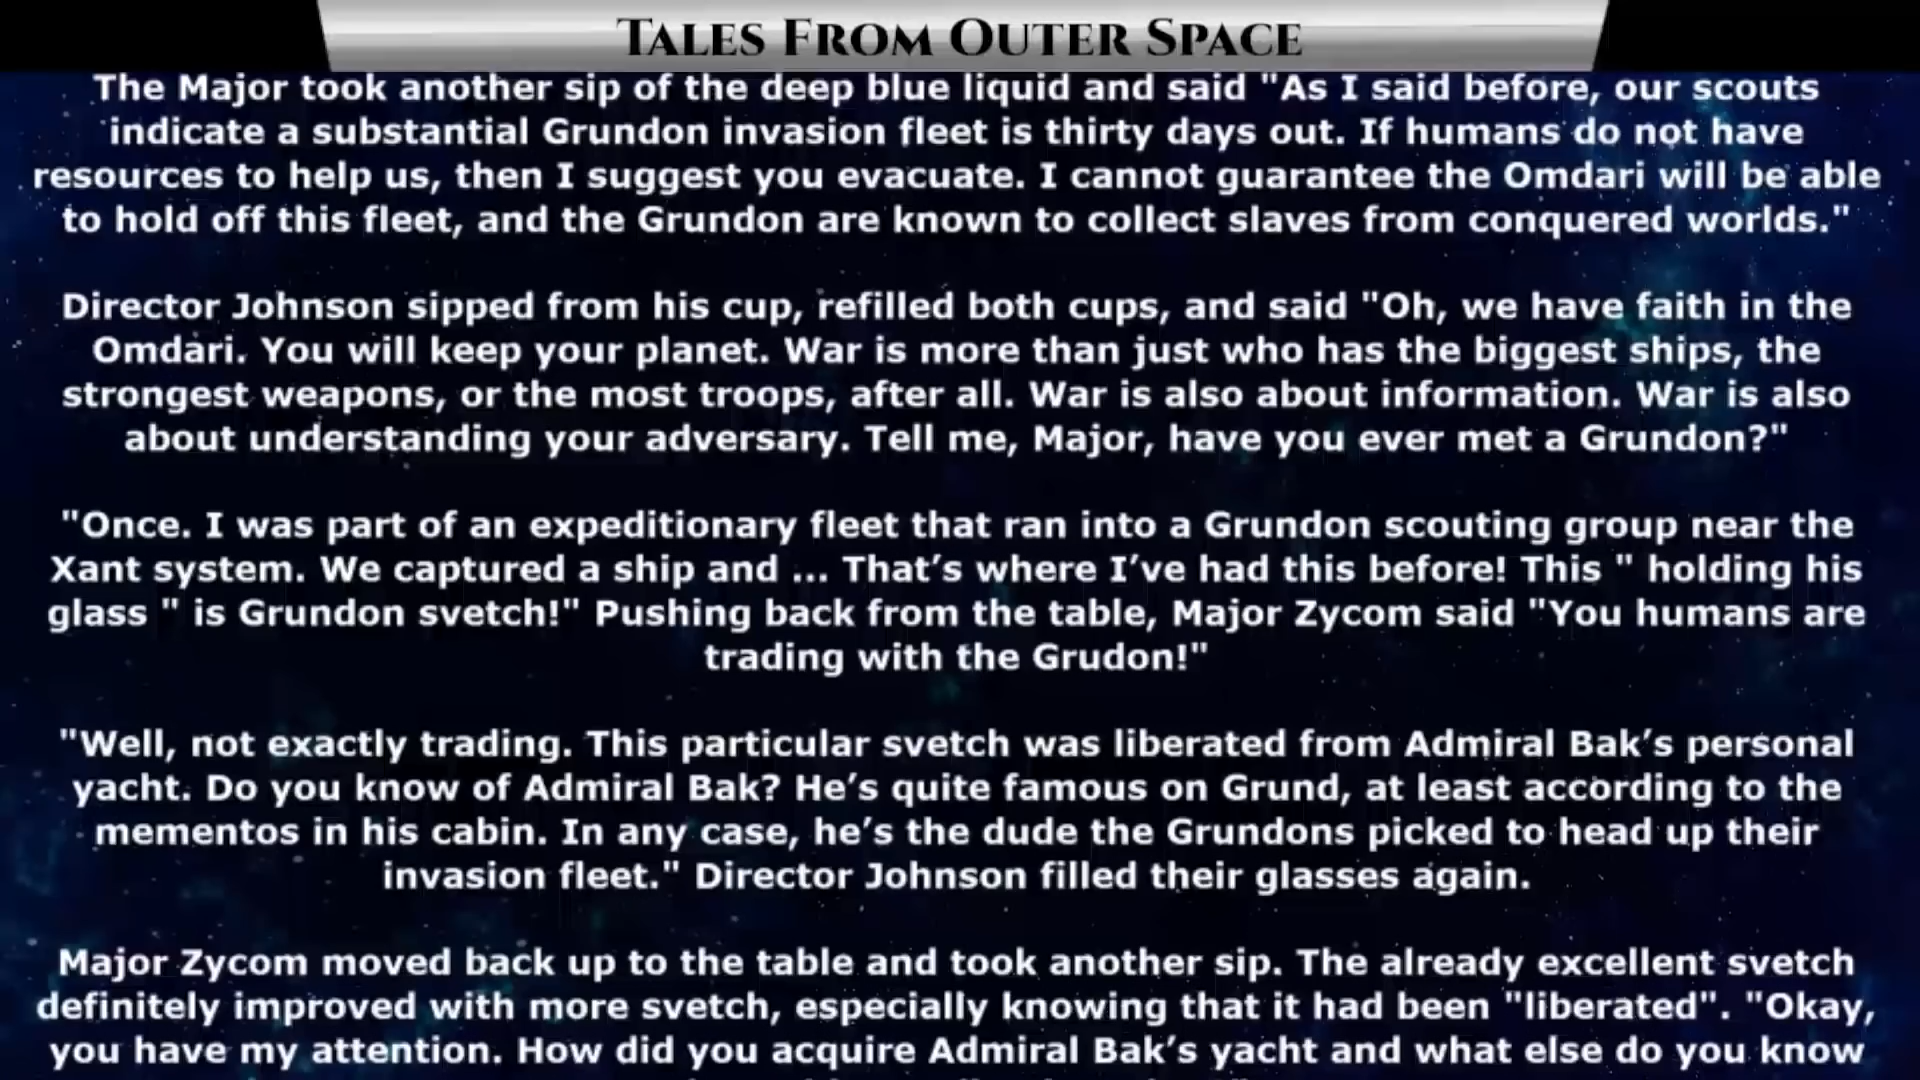 Tales From Outer Space
The Major took another sip of the deep blue liquid and said "As I said before, our scouts
indicate a substantial Grundon invasion fleet is thirty days out. If humans do not have
resources to help us, then I suggest you evacuate. I cannot guarantee the Omdari will be able
to hold off this fleet, and the Grundon are known to collect slaves from conquered worlds."
Director Johnson sipped from his cup, refilled both cups, and said "Oh, we have faith in the
Omdari. You will keep your planet. War is more than just who has the biggest ships, the
strongest weapons, or the most troops, after all. War is also about information. War is also
about understanding your adversary. Tell me, Major, have you ever met a Grundon?"
"Once. I was part of an expeditionary fleet that ran into a Grundon scouting group near the
Xant system. We captured a ship and ... That’s where I’ve had this before! This " holding his
glass " is Grundon svetch!" Pushing back from the table, Major Zycom said "You humans are
trading with the Grudon!"
"Well, not exactly trading. This particular svetch was liberated from Admiral Bak’s personal
yacht. Do you know of Admiral Bak? He’s quite famous on Grund, at least according to the
mementos in his cabin. In any case, he’s the dude the Grundons picked to head up their
invasion fleet." Director Johnson filled their glasses again.
Major Zycom moved back up to the table and took another sip. The already excellent svetch
definitely improved with more svetch, especially knowing that it had been "liberated". "Okay,
you have my attention. How did you acquire Admiral Bak’s yacht and what else do you know